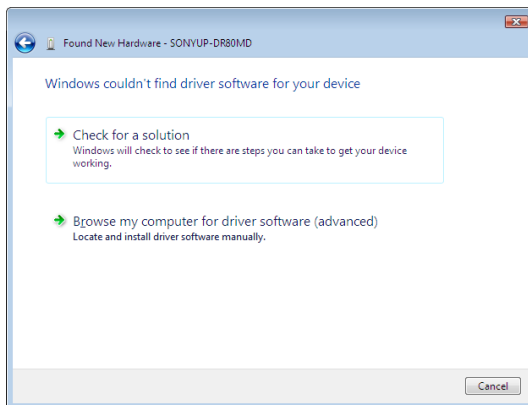 Found New Hardware - SONYUP-DR80MD
Windows couldn't find driver software for your device
Check for a solution
Windows will check to see if there are steps you can take to get your device
working.
Browse my computer for driver software (advanced)
Locate and install driver software manually.
Cancel